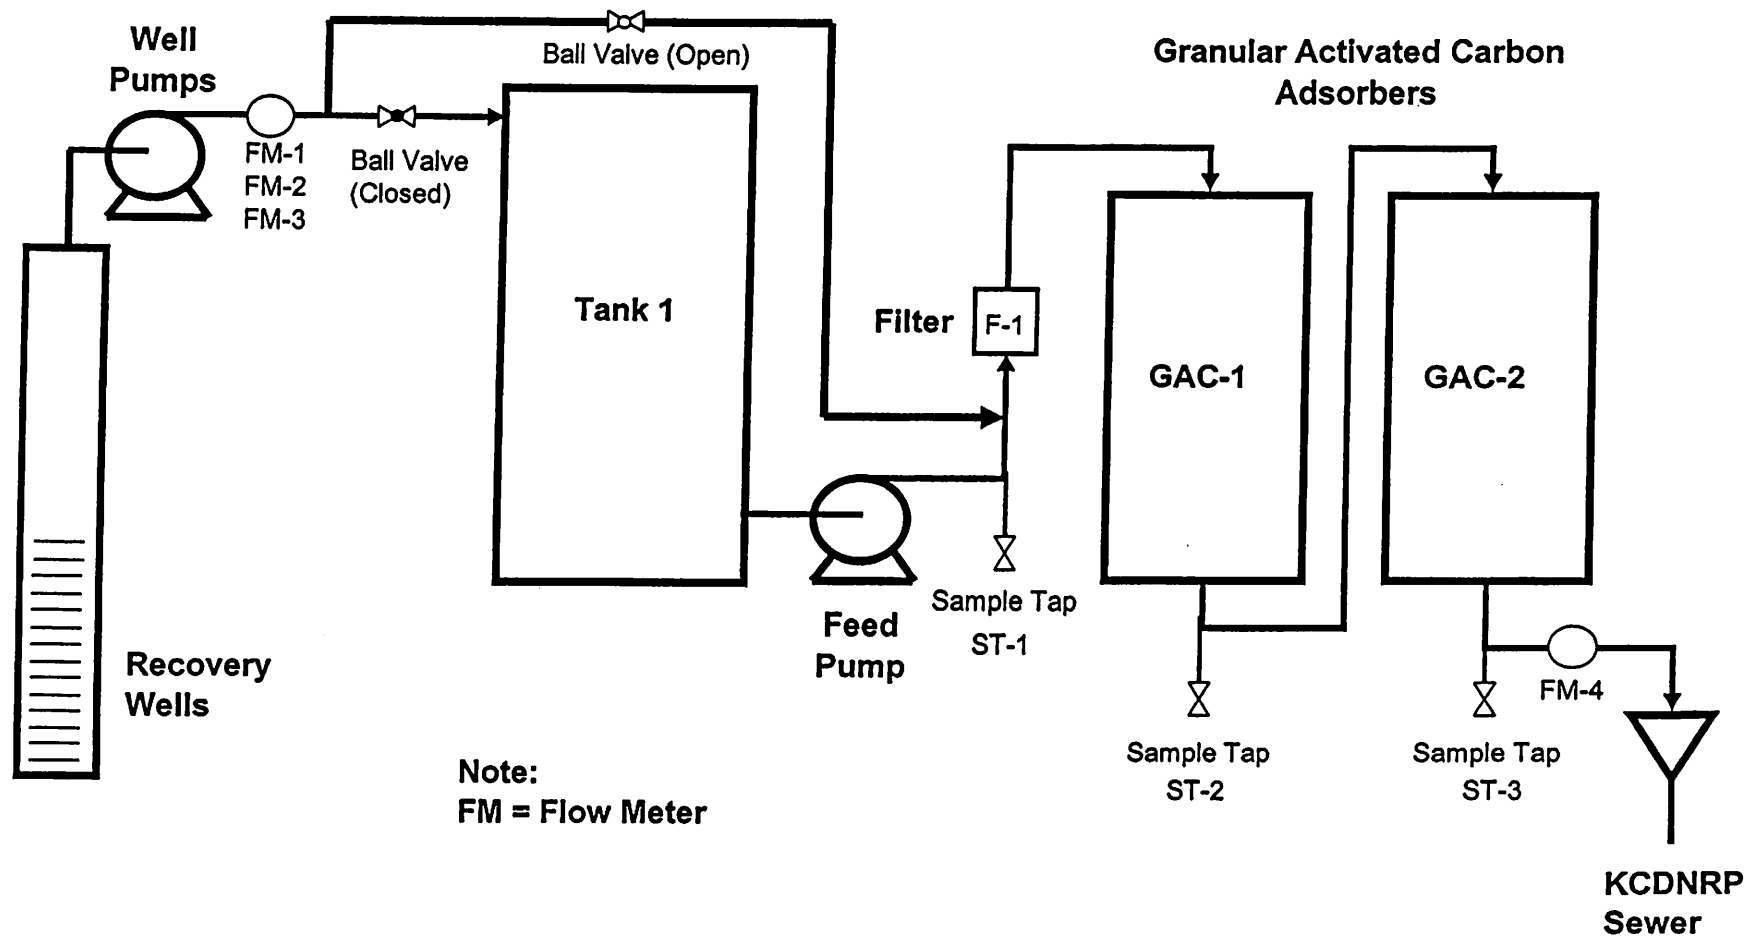 Well
Pumps
FM-1
FM-2
FM-3
Ball Valve
(Closed)
Ball Valve (Open)
Tank 1
Granular Activated Carbon
Adsorbers
Filter
F-1
GAC-1
GAC-2
Recovery
Wells
Feed
Pump
Sample Tap
ST-1
Sample Tap
ST-2
Sample Tap
ST-3
FM-4
Note:
FM = Flow Meter
KCDNRP
Sewer